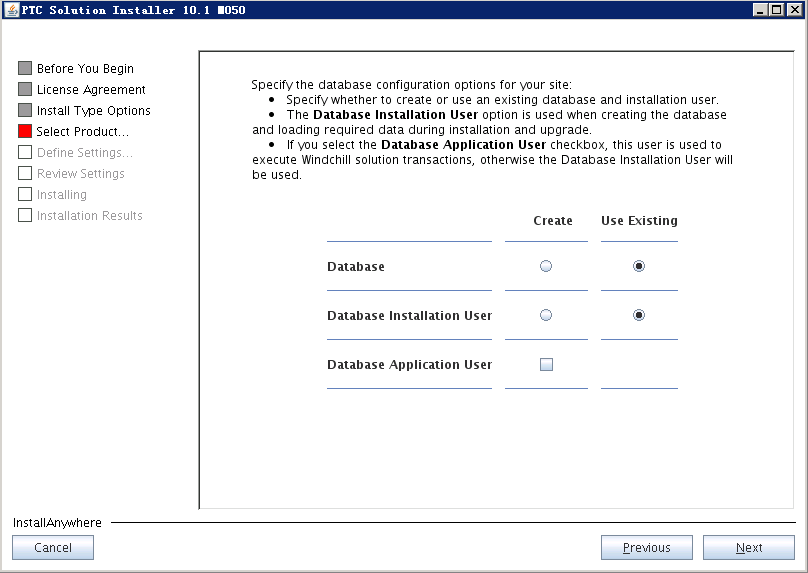 PTC Solution Installer 10.1 M050
Before You Begin
License Agreement
Install Type Options
Select Product...
Define Settings...
Review Settings
Installing
Installation Results
Specify the database configuration options for your site:
• Specify whether to create or use an existing database and installation user.
• The Database Installation User option is used when creating the database
and loading required data during installation and upgrade.
• If you select the Database Application User checkbox, this user is used to
execute Windchill solution transactions, otherwise the Database Installation User will
be used.
Create Use Existing
Database
Database Installation User
Database Application User
InstallAnywhere
Cancel Previous Next